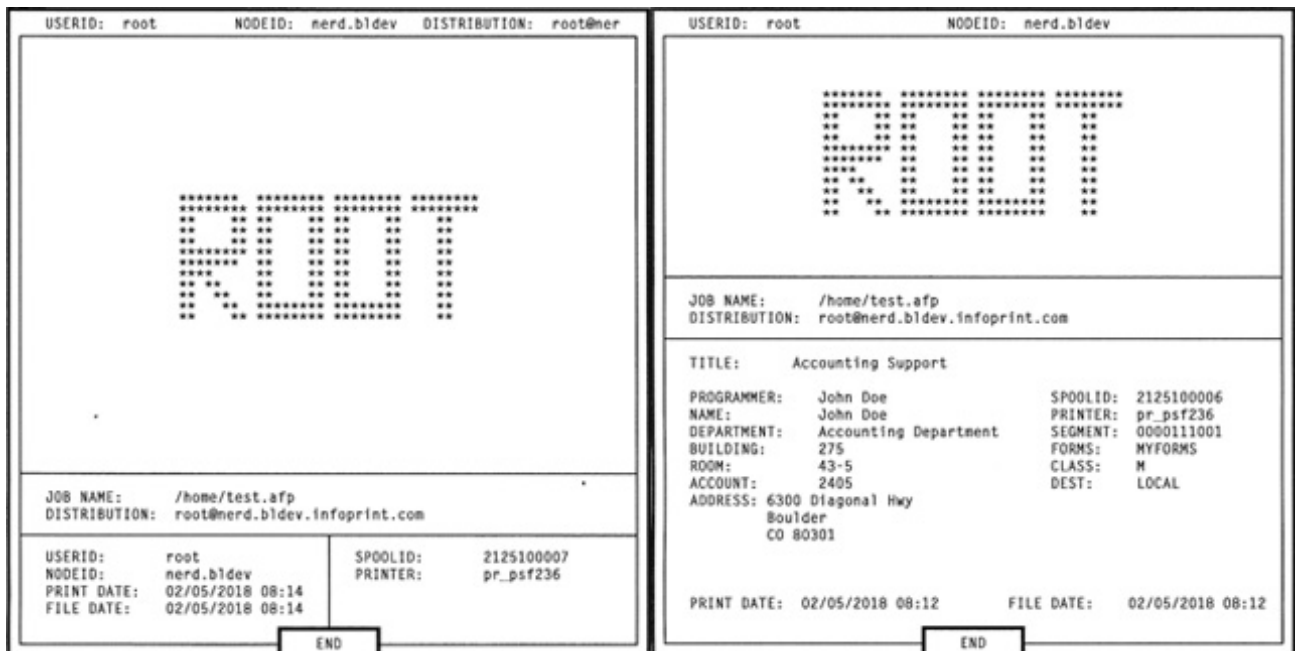 USERID: root NODEID: nerd.bldev DISTRIBUTION: root@ner
ROOT
JOB NAME: /home/test.afp
DISTRIBUTION: root@nerd.bldev.infoprint.com
USERID: root
NODEID: nerd.bldev
PRINT DATE: 02/05/2018 08:14
FILE DATE: 02/05/2018 08:14
SPOOLID: 2125100007
PRINTER: pr_psf236
END
USERID: root NODEID: nerd.bldev
ROOT
JOB NAME: /home/test.afp
DISTRIBUTION: root@nerd.bldev.infoprint.com
TITLE: Accounting Support
PROGRAMMER: John Doe
NAME: John Doe
DEPARTMENT: Accounting Department
BUILDING: 275
ROOM: 43-5
ACCOUNT: 2405
ADDRESS: 6300 Diagonal Hwy
Boulder
CO 80301
SPOOLID: 2125100006
PRINTER: pr_psf236
SEGMENT: 0000111001
FORMS: MYFORMS
CLASS: M
DEST: LOCAL
PRINT DATE: 02/05/2018 08:12 FILE DATE: 02/05/2018 08:12
END